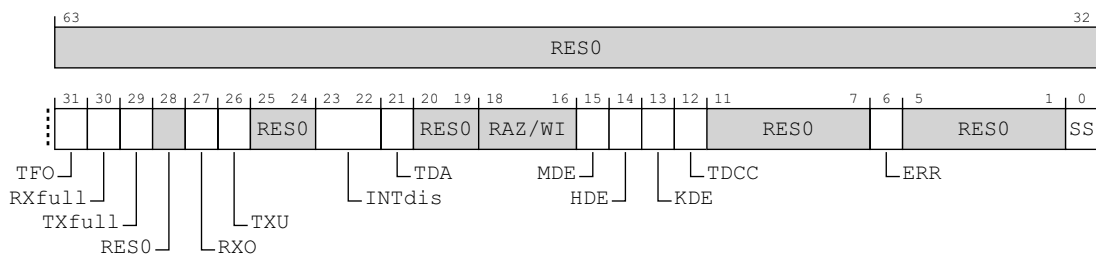 63 32
RES0
31 30 29 28 27 26 25 24 23 22 21 20 19 18 16 15 14 13 12 11 7 6 5 1 0
RES0 RES0 RAZ/WI RES0 RES0 SS
TFO TDA MDE TDCC ERR
RXfull INTdis HDE KDE
TXfull TXU
RES0 RXO